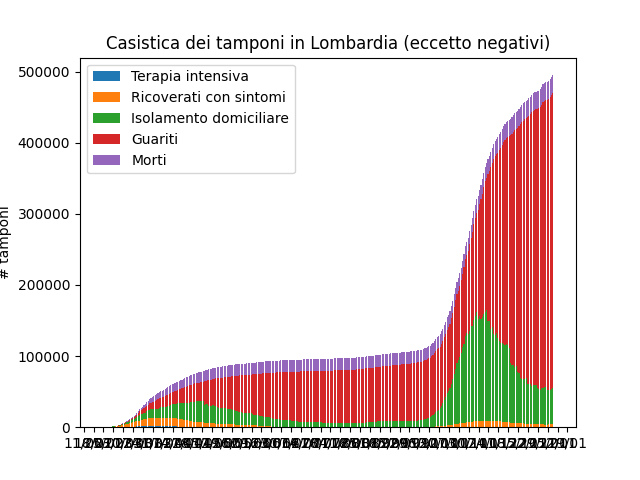 Casistica dei tamponi in Lombardia (eccetto negativi)
Terapia intensiva
Ricoverati con sintomi
Isolamento domiciliare
Guariti
Morti
500000
400000
300000
200000
100000
0
# tamponi